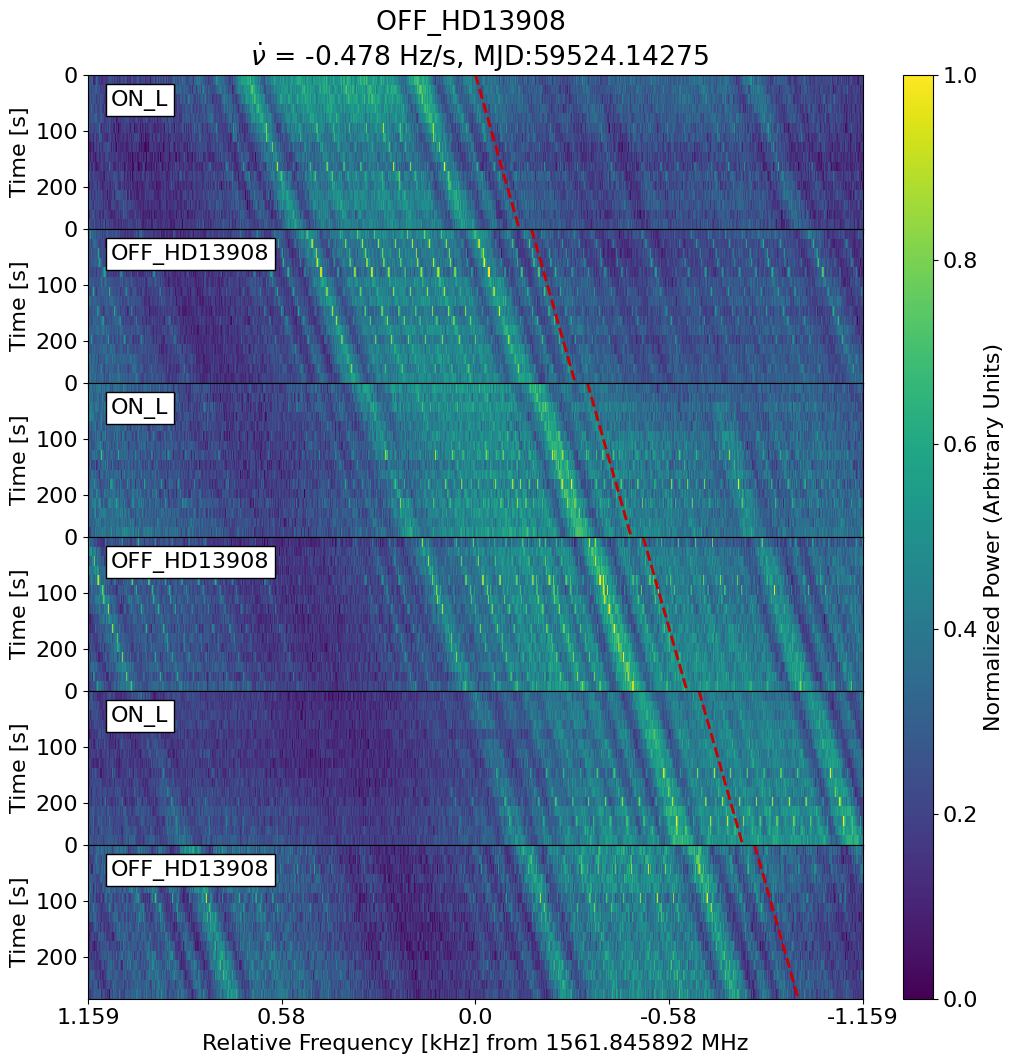 OFF_HD13908
ν̇ = -0.478 Hz/s, MJD:59524.14275
ON_L
OFF_HD13908
ON_L
OFF_HD13908
ON_L
OFF_HD13908
Time [s]
0
100
200
Time [s]
0
100
200
Time [s]
0
100
200
Time [s]
0
100
200
Time [s]
0
100
200
Time [s]
0
100
200
1.159
0.58
0.0
-0.58
-1.159
Relative Frequency [kHz] from 1561.845892 MHz
1.0
0.8
0.6
0.4
0.2
0.0
Normalized Power (Arbitrary Units)